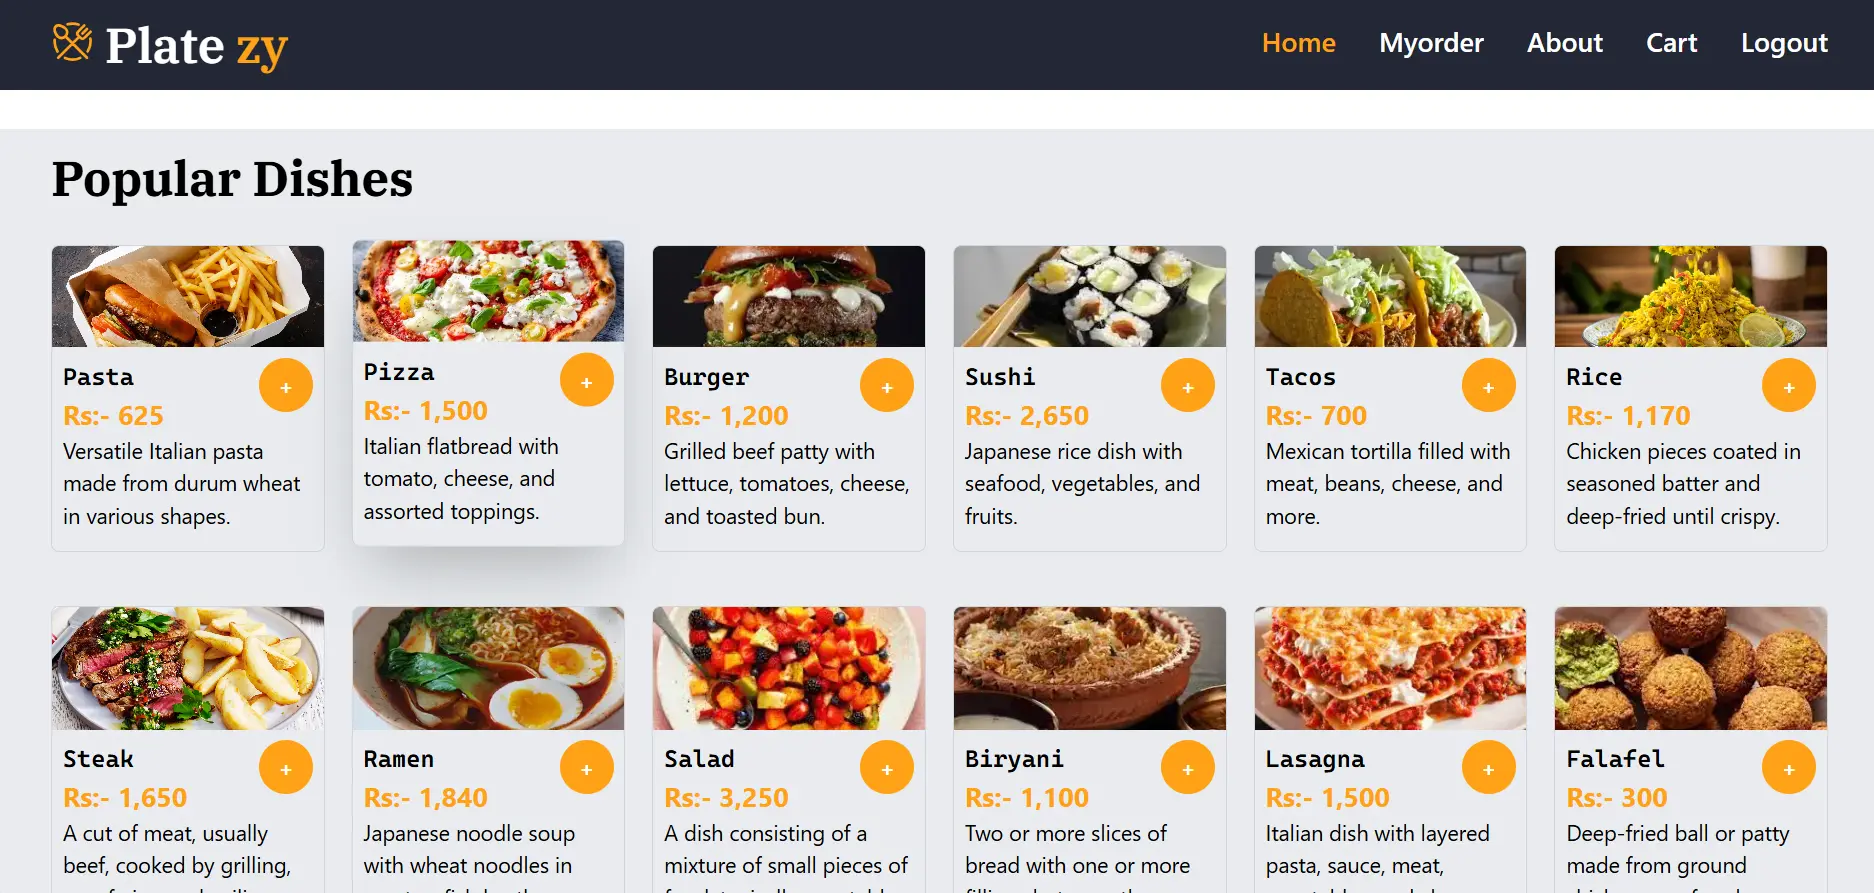 Plate zy
Home Myorder About Cart Logout
Popular Dishes
Pasta
+
Rs:- 625
Versatile Italian pasta
made from durum wheat
in various shapes.
Pizza
+
Rs:- 1,500
Italian flatbread with
tomato, cheese, and
assorted toppings.
Burger
+
Rs:- 1,200
Grilled beef patty with
lettuce, tomatoes, cheese,
and toasted bun.
Sushi
+
Rs:- 2,650
Japanese rice dish with
seafood, vegetables, and
fruits.
Tacos
+
Rs:- 700
Mexican tortilla filled with
meat, beans, cheese, and
more.
Rice
+
Rs:- 1,170
Chicken pieces coated in
seasoned batter and
deep-fried until crispy.
Steak
+
Rs:- 1,650
A cut of meat, usually
beef, cooked by grilling,
Ramen
+
Rs:- 1,840
Japanese noodle soup
with wheat noodles in
Salad
+
Rs:- 3,250
A dish consisting of a
mixture of small pieces of
Biryani
+
Rs:- 1,100
Two or more slices of
bread with one or more
Lasagna
+
Rs:- 1,500
Italian dish with layered
pasta, sauce, meat,
Falafel
+
Rs:- 300
Deep-fried ball or patty
made from ground